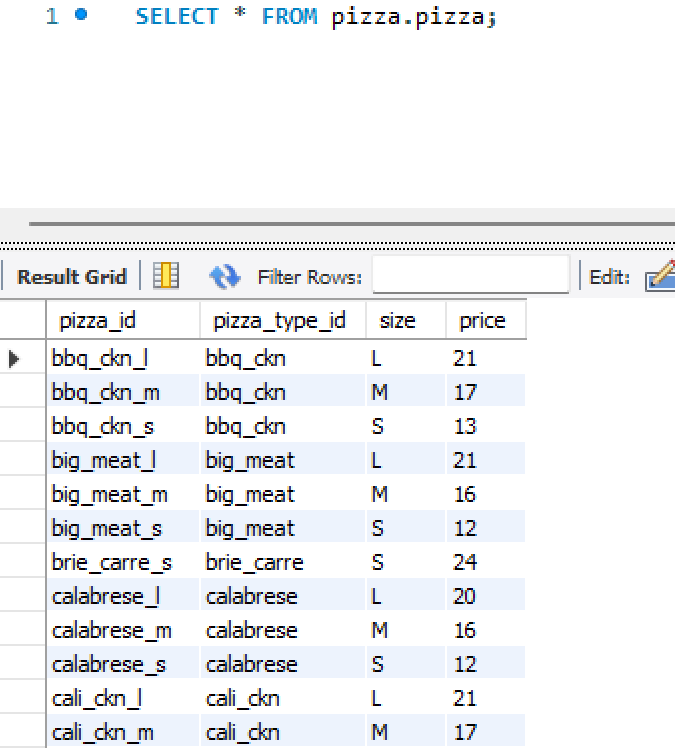 1 SELECT * FROM pizza.pizza;
Result Grid Filter Rows: Edit:
pizza_id pizza_type_id size price
bbq_ckn_l bbq_ckn L 21
bbq_ckn_m bbq_ckn M 17
bbq_ckn_s bbq_ckn S 13
big_meat_l big_meat L 21
big_meat_m big_meat M 16
big_meat_s big_meat S 12
brie_carre_s brie_carre S 24
calabrese_l calabrese L 20
calabrese_m calabrese M 16
calabrese_s calabrese S 12
cali_ckn_l cali_ckn L 21
cali_ckn_m cali_ckn M 17